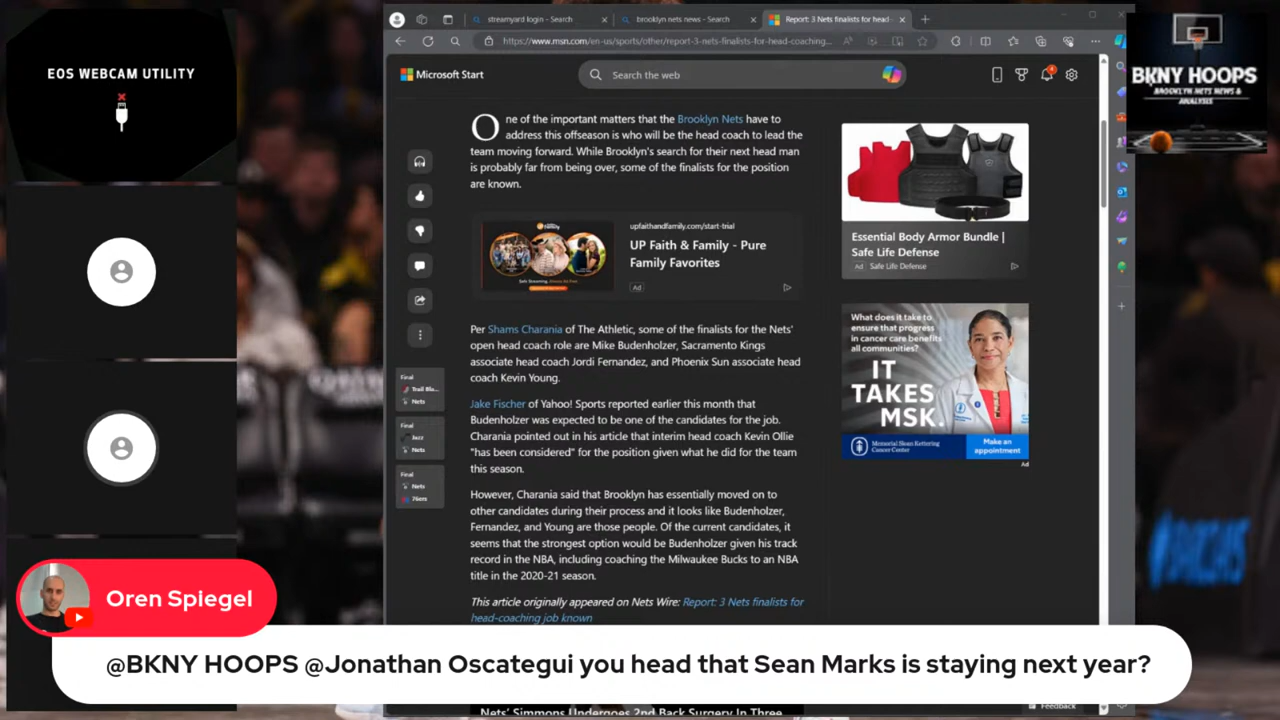 EOS WEBCAM UTILITY
streamyard login - Search
brooklyn nets news - Search
Report: 3 Nets finalists for head
https://www.msn.com/en-us/sports/other/report-3-nets-finalists-for-head-coaching...
Microsoft Start
Search the web
BKNY HOOPS
BROOKLYN NETS NEWS &
ANALYSIS
One of the important matters that the Brooklyn Nets have to
address this offseason is who will be the head coach to lead the
team moving forward. While Brooklyn's search for their next head man
is probably far from being over, some of the finalists for the position
are known.
upfaithandfamily.com/start-trial
UP Faith & Family - Pure
Family Favorites
Ad
Per Shams Charania of The Athletic, some of the finalists for the Nets'
open head coach role are Mike Budenholzer, Sacramento Kings
associate head coach Jordi Fernandez, and Phoenix Sun associate head
coach Kevin Young.
Jake Fischer of Yahoo! Sports reported earlier this month that
Budenholzer was expected to be one of the candidates for the job.
Charania pointed out in his article that interim head coach Kevin Ollie
"has been considered" for the position given what he did for the team
this season.
However, Charania said that Brooklyn has essentially moved on to
other candidates during their process and it looks like Budenholzer,
Fernandez, and Young are those people. Of the current candidates, it
seems that the strongest option would be Budenholzer given his track
record in the NBA, including coaching the Milwaukee Bucks to an NBA
title in the 2020-21 season.
This article originally appeared on Nets Wire: Report: 3 Nets finalists for
head-coaching job known
Final
Trail Bla...
Nets
Final
Jazz
Nets
Final
Nets
76ers
Essential Body Armor Bundle |
Safe Life Defense
Ad Safe Life Defense
What does it take to
ensure that progress
in cancer care benefits
all communities?
IT
TAKES
MSK.
Memorial Sloan Kettering
Cancer Center
Make an
appointment
Ad
Oren Spiegel
@BKNY HOOPS @Jonathan Oscategui you head that Sean Marks is staying next year?
Nets' Simmons Undergoes 2nd Back Surgery In Three
Feedback